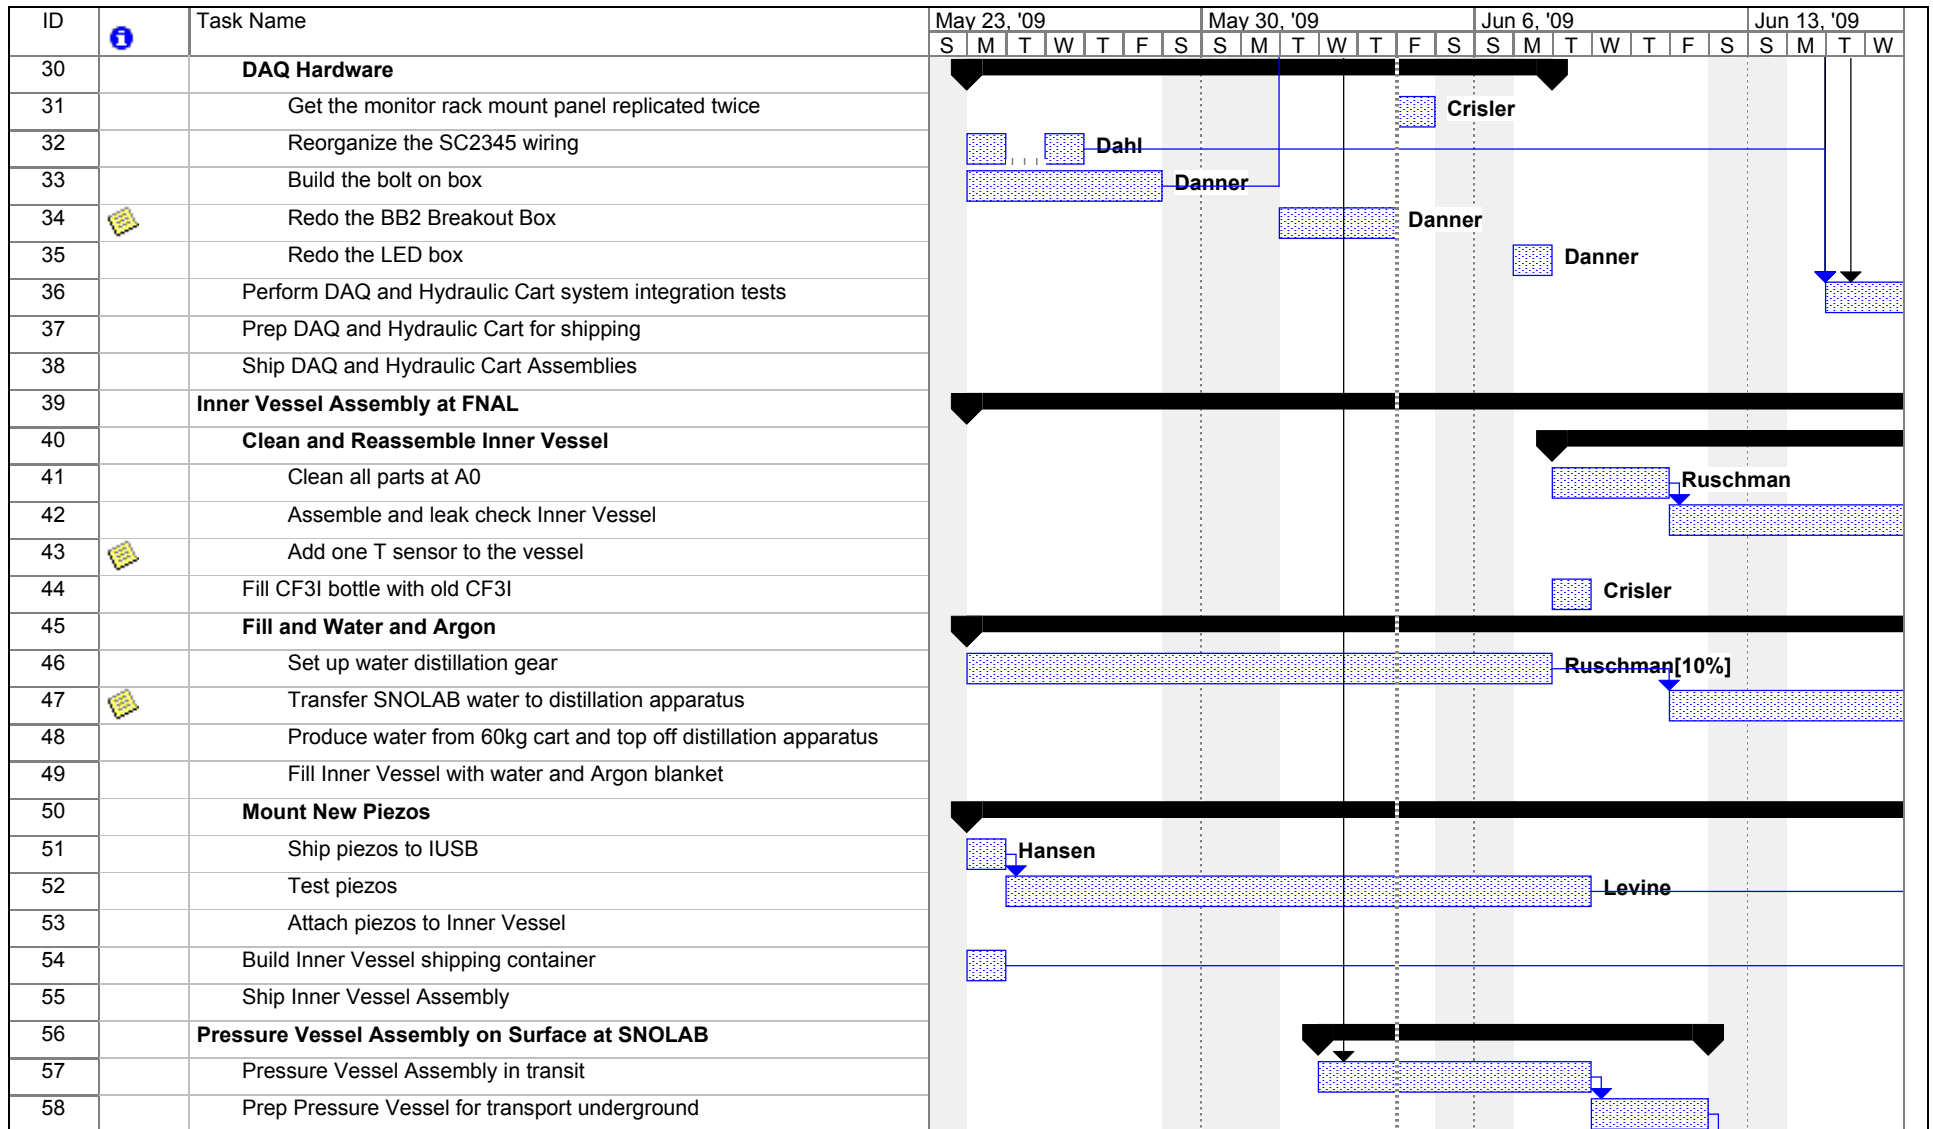 ID Task Name May 23, '09 May 30, '09 Jun 6, '09 Jun 13, '09
S M T W T F S S M T W T F S S M T W T F S S M T W
30 DAQ Hardware
31 Get the monitor rack mount panel replicated twice Crisler
32 Reorganize the SC2345 wiring Dahl
33 Build the bolt on box Danner
34 Redo the BB2 Breakout Box Danner
35 Redo the LED box Danner
36 Perform DAQ and Hydraulic Cart system integration tests
37 Prep DAQ and Hydraulic Cart for shipping
38 Ship DAQ and Hydraulic Cart Assemblies
39 Inner Vessel Assembly at FNAL
40 Clean and Reassemble Inner Vessel
41 Clean all parts at A0 Ruschman
42 Assemble and leak check Inner Vessel
43 Add one T sensor to the vessel
44 Fill CF3I bottle with old CF3I Crisler
45 Fill and Water and Argon
46 Set up water distillation gear Ruschman[10%]
47 Transfer SNOLAB water to distillation apparatus
48 Produce water from 60kg cart and top off distillation apparatus
49 Fill Inner Vessel with water and Argon blanket
50 Mount New Piezos
51 Ship piezos to IUSB Hansen
52 Test piezos Levine
53 Attach piezos to Inner Vessel
54 Build Inner Vessel shipping container
55 Ship Inner Vessel Assembly
56 Pressure Vessel Assembly on Surface at SNOLAB
57 Pressure Vessel Assembly in transit
58 Prep Pressure Vessel for transport underground